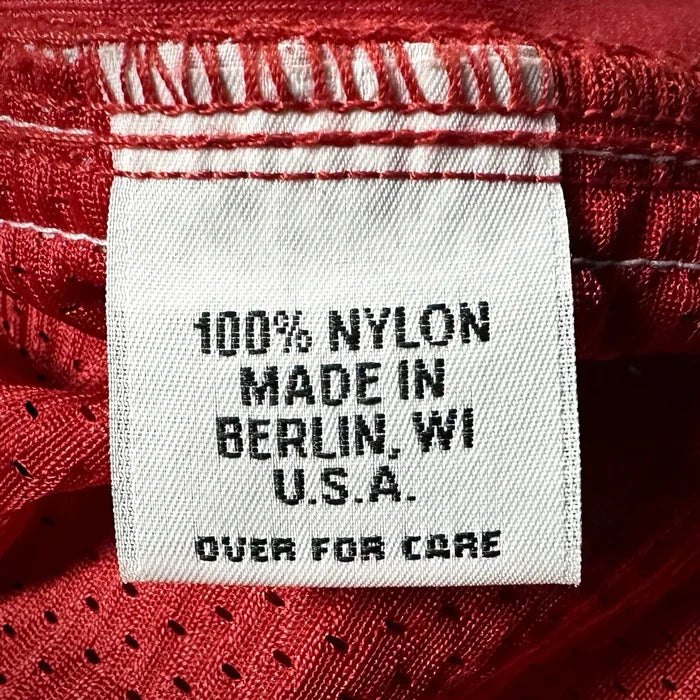 100% NYLON
MADE IN
BERLIN, WI
U.S.A.
OVER FOR CARE